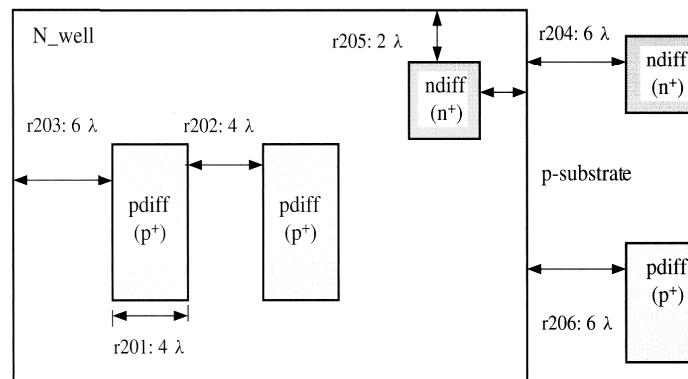 N_well
r205: 2 λ
r204: 6 λ
ndiff
(n⁺)
ndiff
(n⁺)
r203: 6 λ
r202: 4 λ
pdiff
(p⁺)
pdiff
(p⁺)
p-substrate
pdiff
(p⁺)
r206: 6 λ
r201: 4 λ